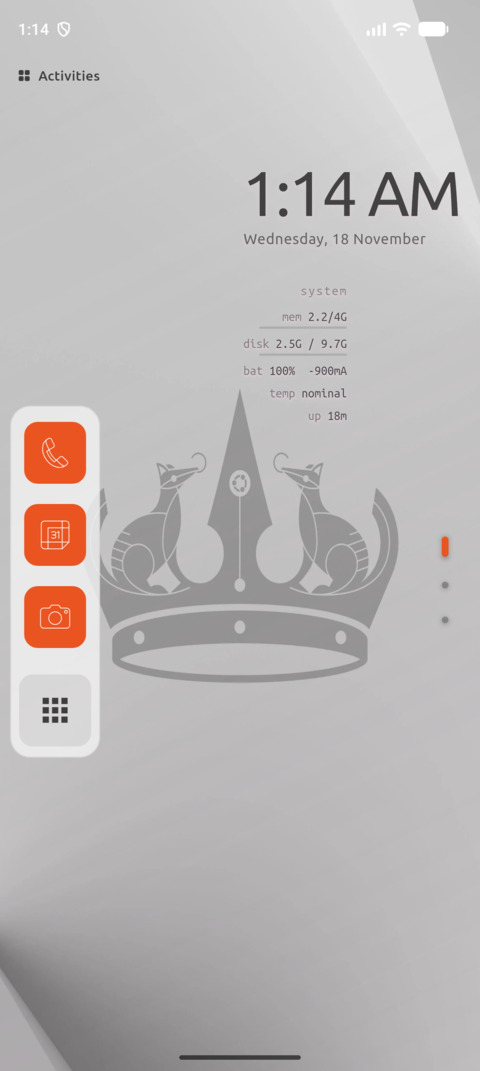 1:14
Activities
1:14 AM
Wednesday, 18 November
system
mem 2.2/4G
disk 2.5G / 9.7G
bat 100% -900mA
temp nominal
up 18m
31